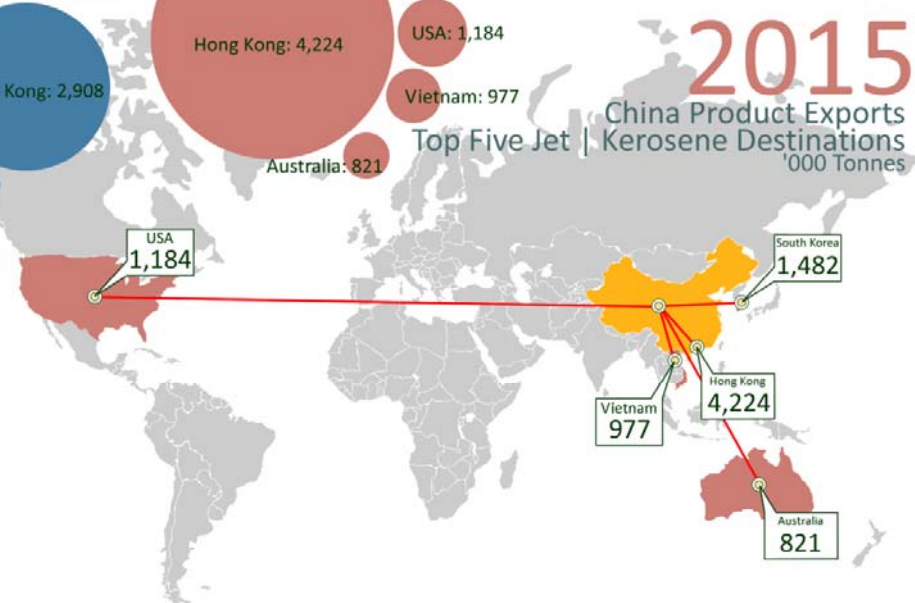 Kong: 2,908
Hong Kong: 4,224
USA: 1,184
Vietnam: 977
Australia: 821
2015
China Product Exports
Top Five Jet | Kerosene Destinations
'000 Tonnes
USA
1,184
South Korea
1,482
Hong Kong
4,224
Vietnam
977
Australia
821